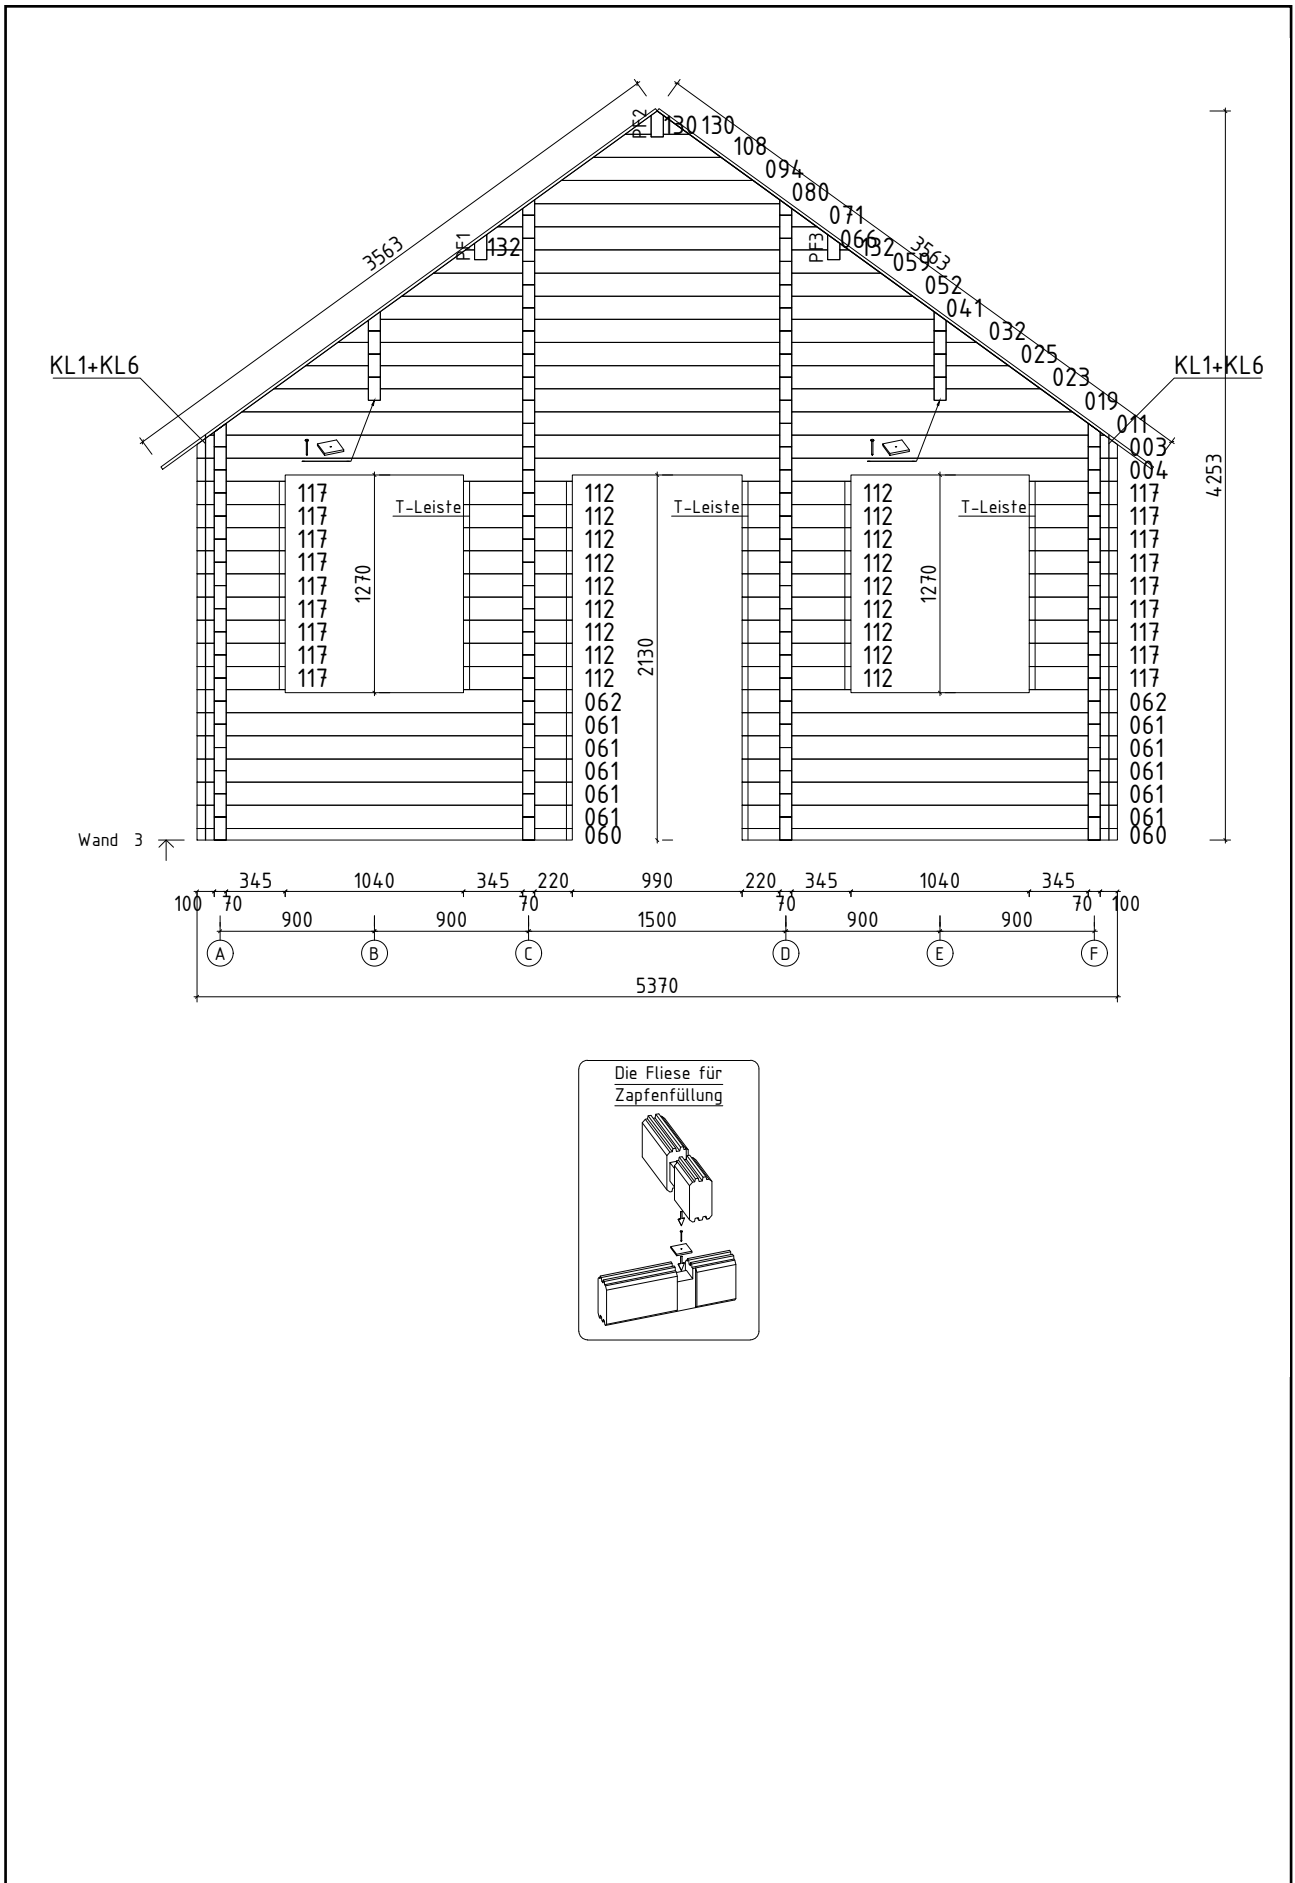 PF2
130 130
108
094
080
071
PF1 132 PF3 066 132
3563 3563
059
052
041
032
025
KL1+KL6 KL1+KL6
023
019
011
003
004
4253
117 112 112 117
T-Leiste T-Leiste T-Leiste
117 112 112 117
117 112 112 117
117 112 112 117
117 112 112 117
1270 1270
117 112 112 117
117 112 112 117
2130
117 112 112 117
117 112 112 117
062 062
061 061
061 061
061 061
061 061
061 061
060 060
Wand 3
345 1040 345 220 990 220 345 1040 345
100 70 70 70 70 100
900 900 1500 900 900
A B C D E F
5370
Die Fliese für
Zapfenfüllung